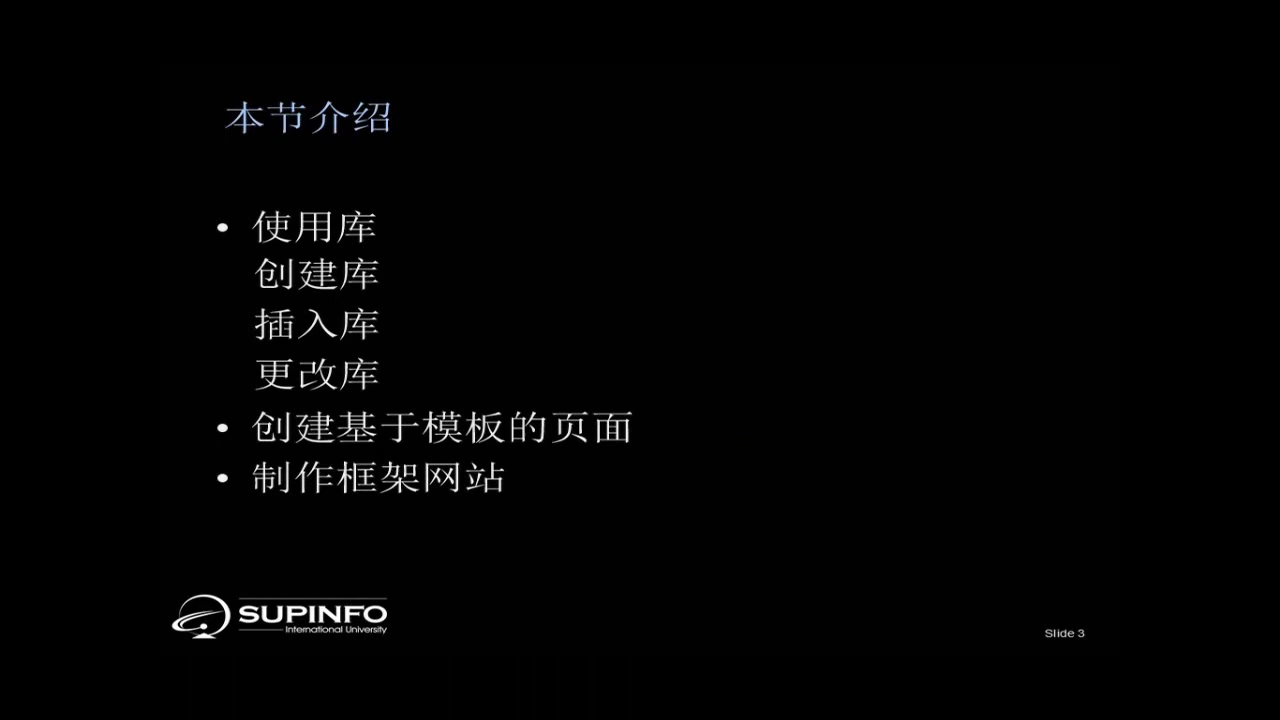 本节介绍
• 使用库
创建库
插入库
更改库
• 创建基于模板的页面
• 制作框架网站
SUPINFO
International University
Slide 3